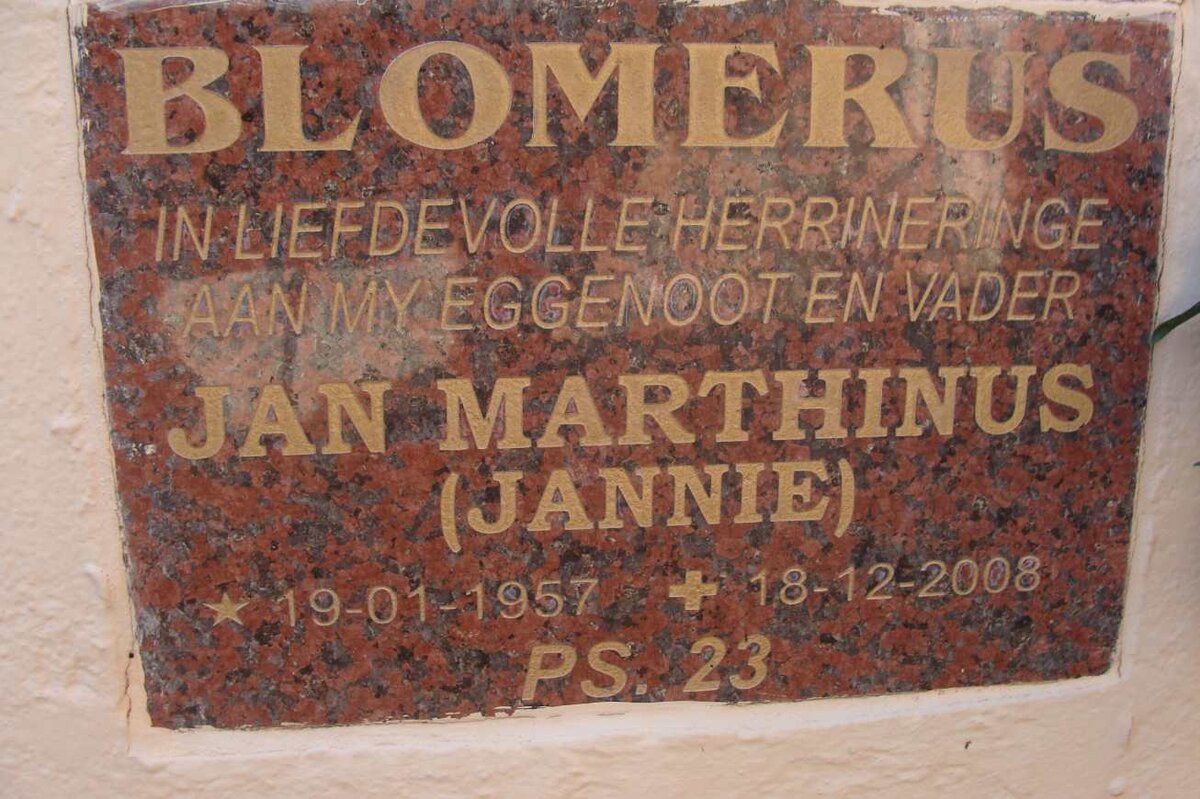 BLOMERUS
IN LIEFDEVOLLE HERRINERINGE
AAN MY EGGENOOT EN VADER
JAN MARTHINUS
(JANNIE)
★ 19-01-1957 ✚ 18-12-2008
PS. 23